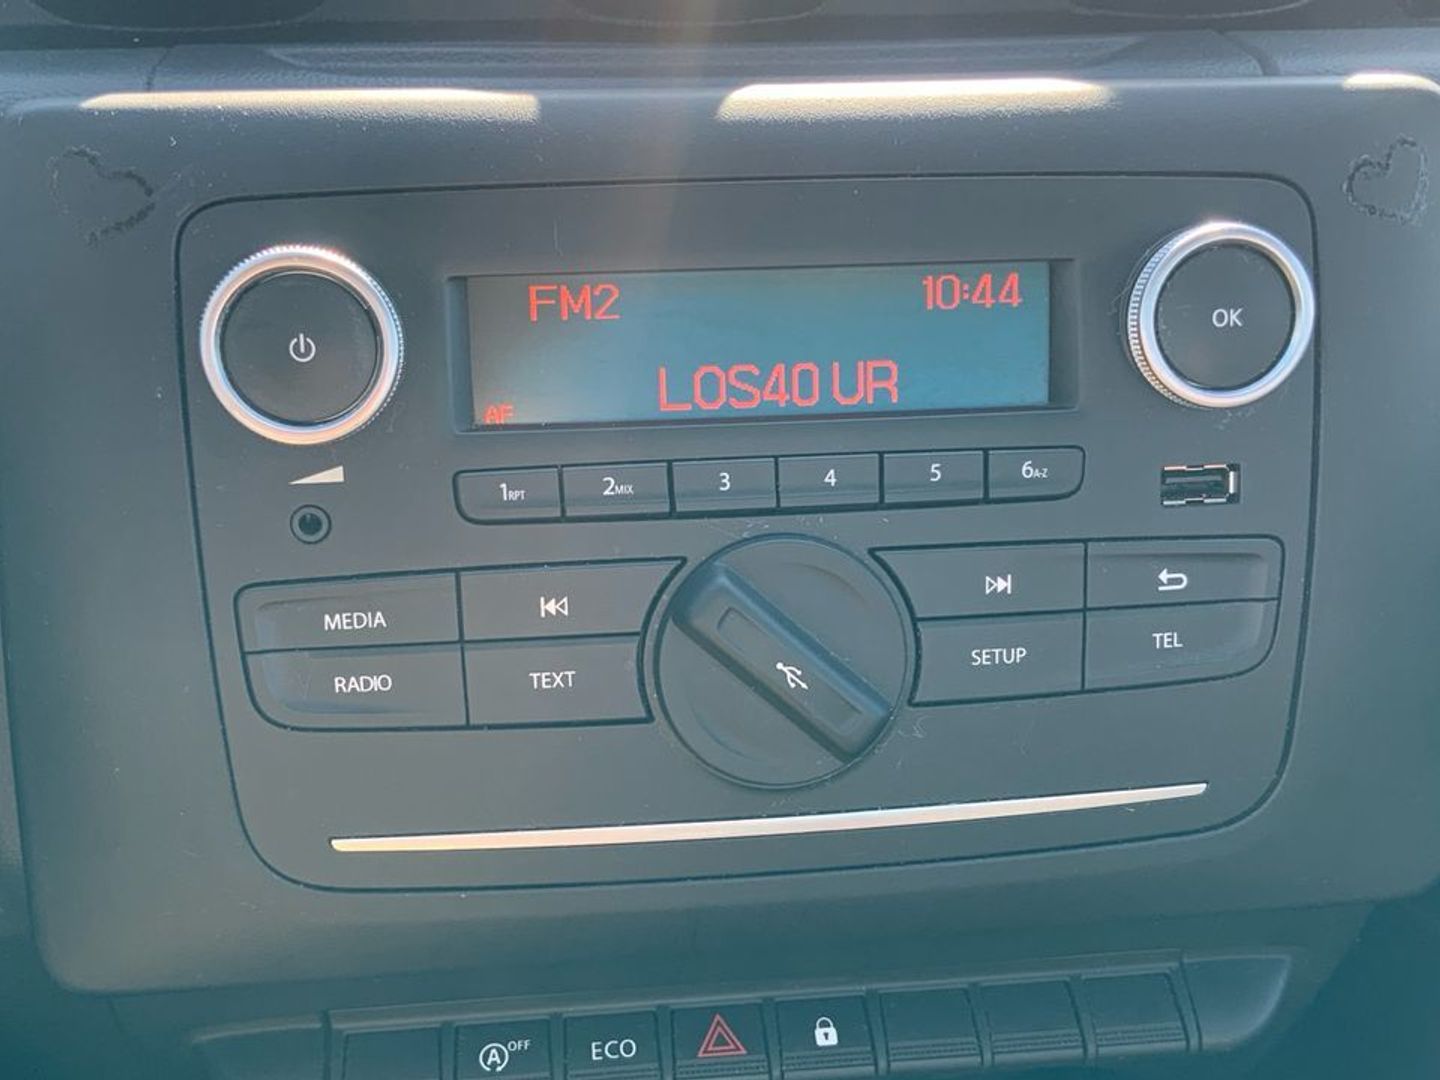 FM2 10:44
LOS40 UR
AF
OK
1RPT 2MIX 3 4 5 6A-Z
MEDIA
RADIO TEXT
SETUP TEL
A OFF ECO